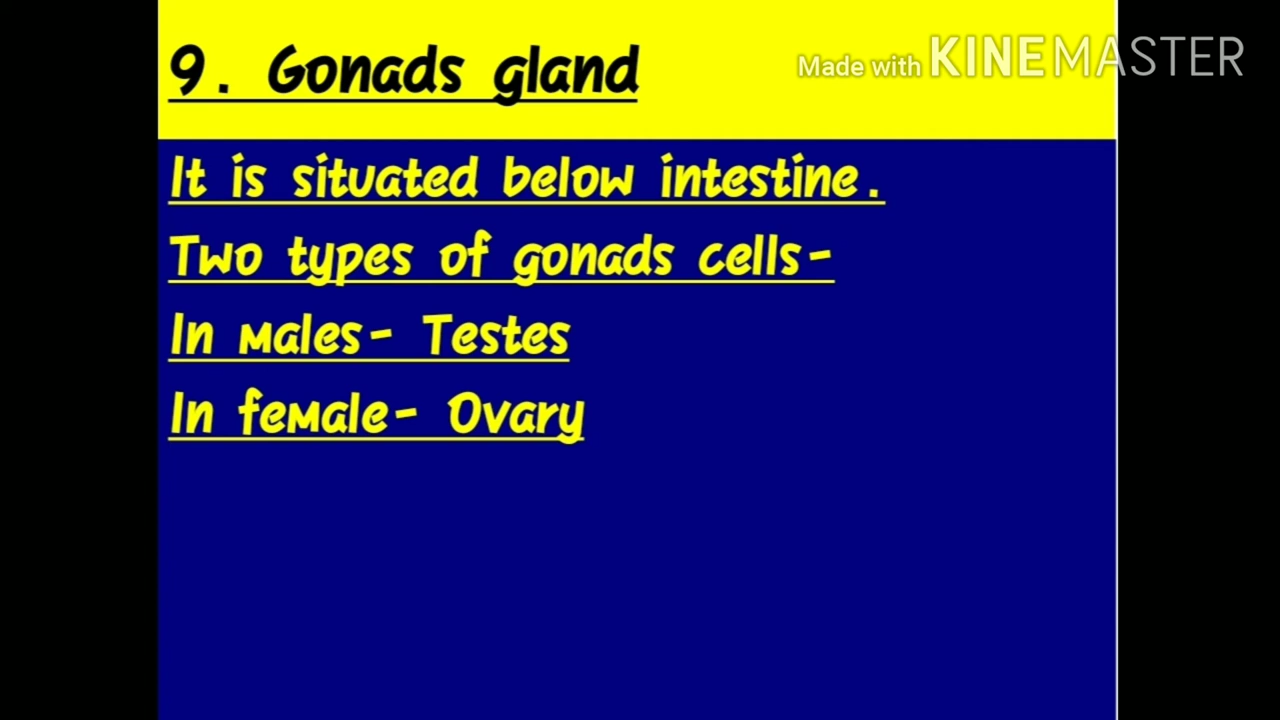 9. Gonads gland
Made with KINEMASTER
It is situated below intestine.
Two types of gonads cells-
In males- Testes
In female- Ovary